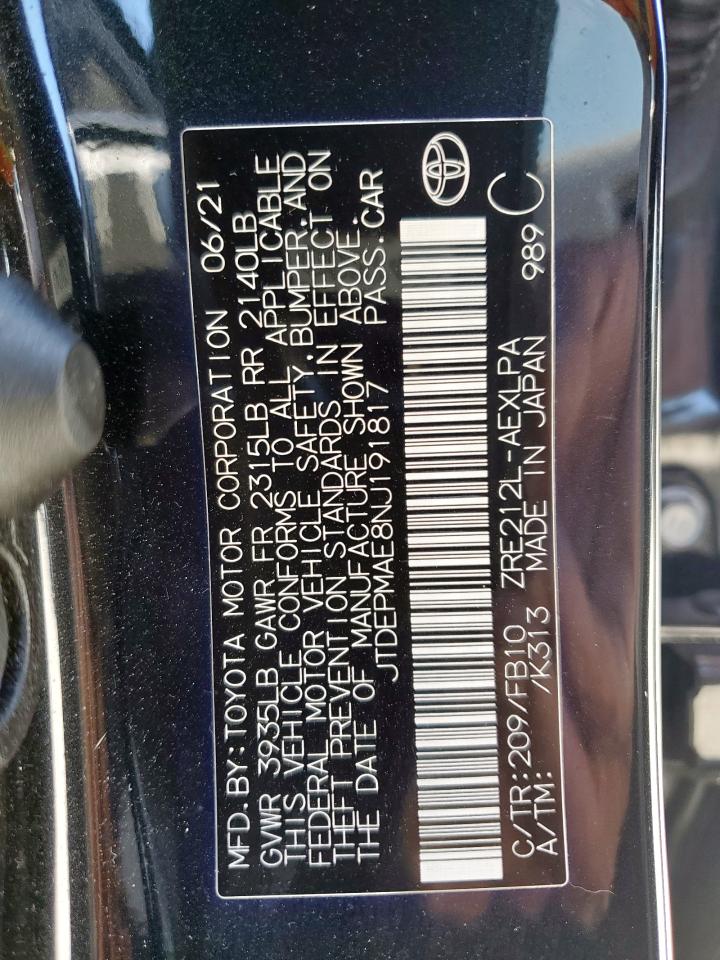 MFD.BY:TOYOTA MOTOR CORPORATION 06/21
GVWR 3935LB GAWR FR 2315LB RR 2140LB
THIS VEHICLE CONFORMS TO ALL APPLICABLE
FEDERAL MOTOR VEHICLE SAFETY,BUMPER,AND
THEFT PREVENTION STANDARDS IN EFFECT ON
THE DATE OF MANUFACTURE SHOWN ABOVE.
JTDEPMAE8NJ191817 PASS.CAR
C/TR:209/FB10 ZRE212L-AEXLPA 989 C
A/TM: /K313 MADE IN JAPAN